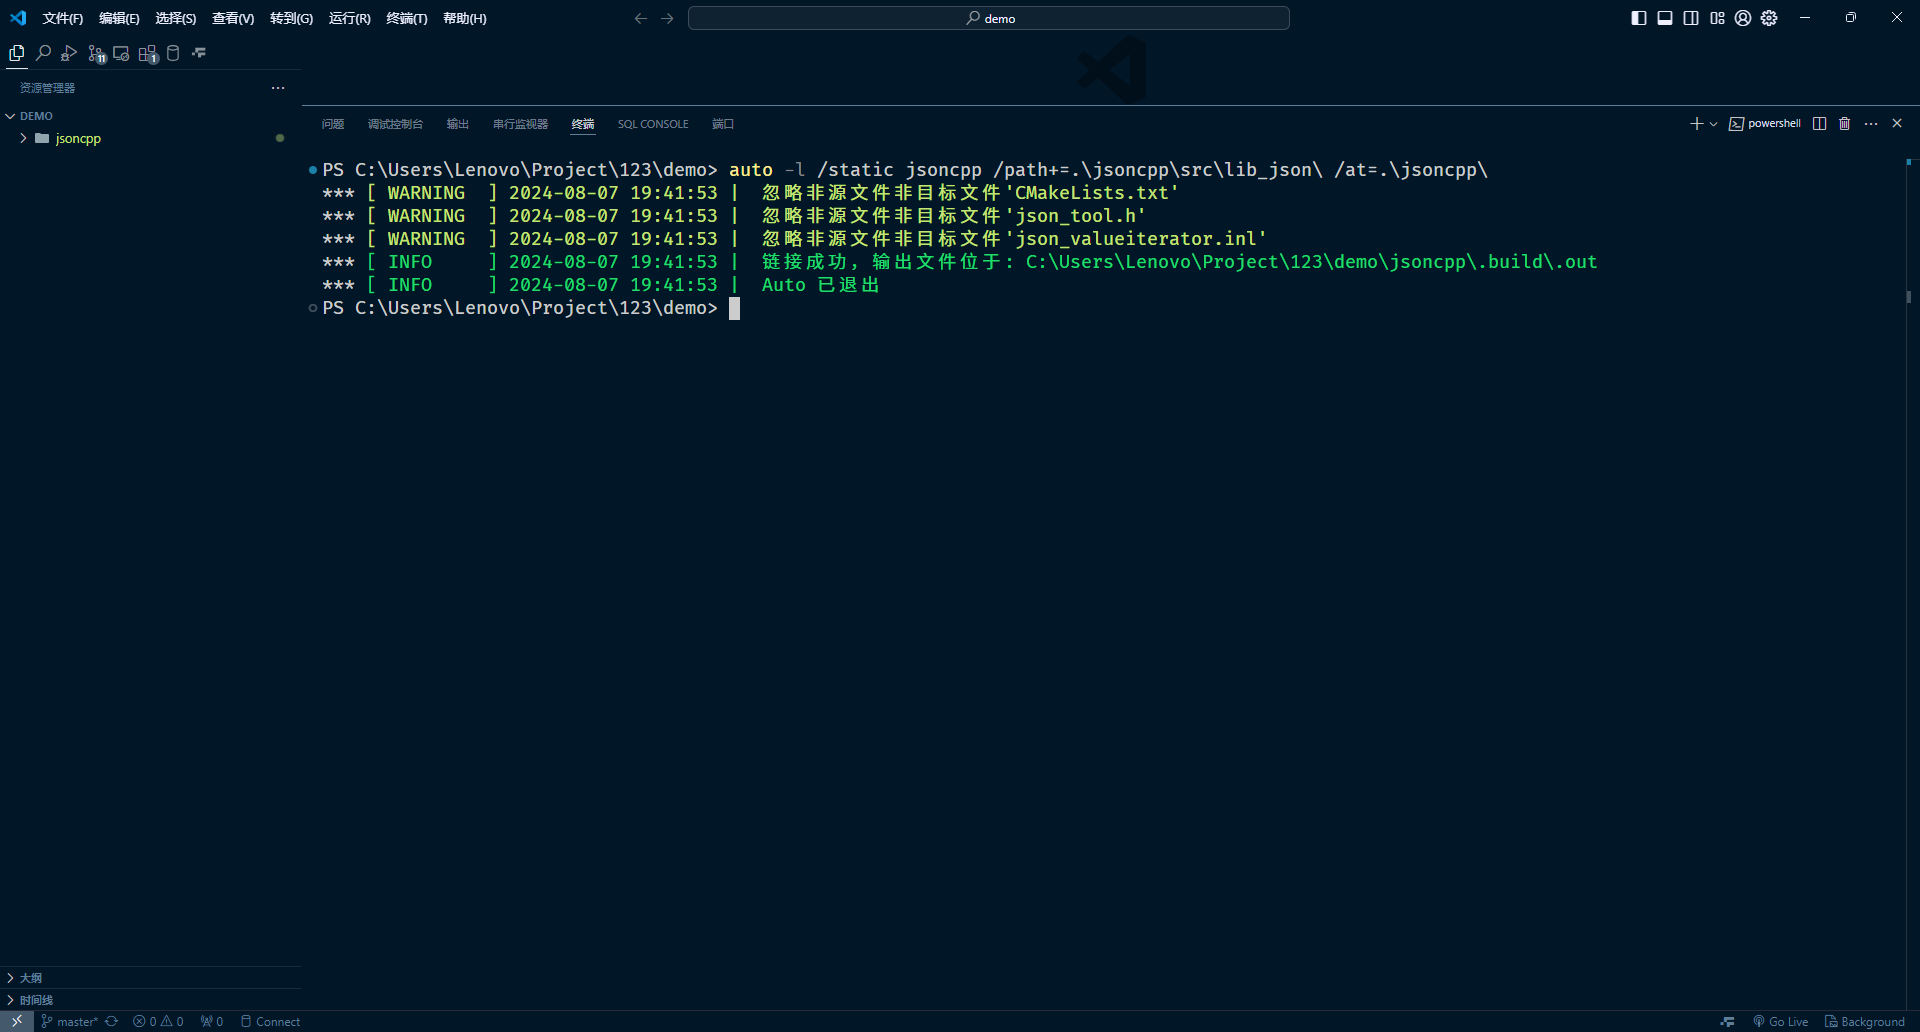 文件(F) 编辑(E) 选择(S) 查看(V) 转到(G) 运行(R) 终端(T) 帮助(H)
demo
11
1
资源管理器
DEMO
jsoncpp
问题 调试控制台 输出 串行监视器 终端 SQL CONSOLE 端口
powershell
PS C:\Users\Lenovo\Project\123\demo> auto -l /static jsoncpp /path+=.\jsoncpp\src\lib_json\ /at=.\jsoncpp\
*** [ WARNING  ] 2024-08-07 19:41:53 |  忽略非源文件非目标文件'CMakeLists.txt'
*** [ WARNING  ] 2024-08-07 19:41:53 |  忽略非源文件非目标文件'json_tool.h'
*** [ WARNING  ] 2024-08-07 19:41:53 |  忽略非源文件非目标文件'json_valueiterator.inl'
*** [ INFO     ] 2024-08-07 19:41:53 |  链接成功, 输出文件位于: C:\Users\Lenovo\Project\123\demo\jsoncpp\.build\.out
*** [ INFO     ] 2024-08-07 19:41:53 |  Auto 已退出
PS C:\Users\Lenovo\Project\123\demo>
大纲
时间线
master* 0 0 0 Connect
Go Live Background